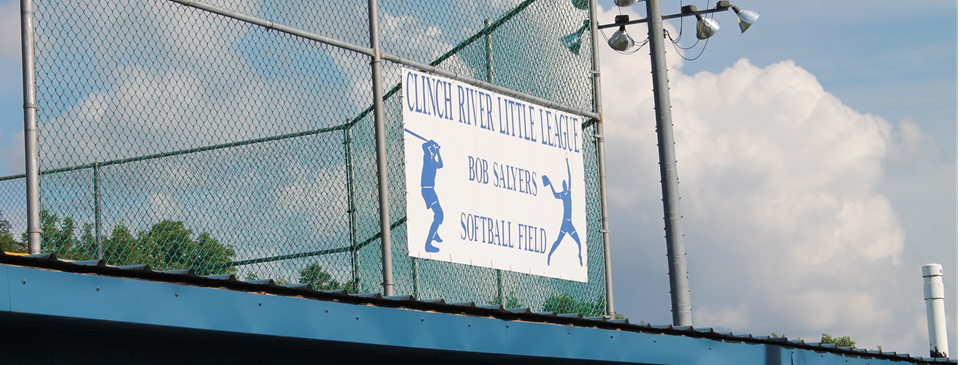 CLINCH RIVER LITTLE LEAGUE
BOB SALYERS
SOFTBALL FIELD